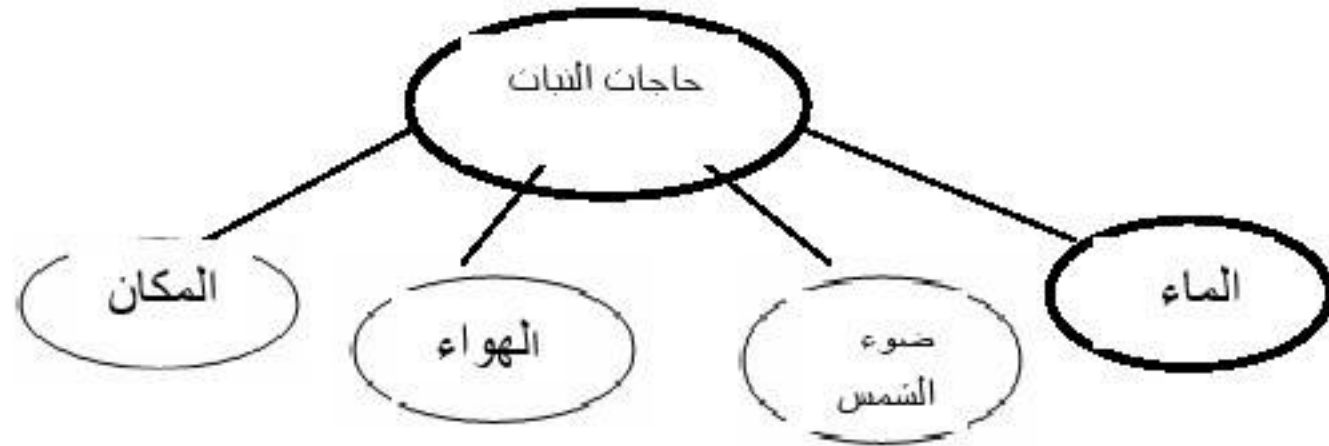 حاجات النبات
الماء
ضوء
الشمس
الهواء
المكان